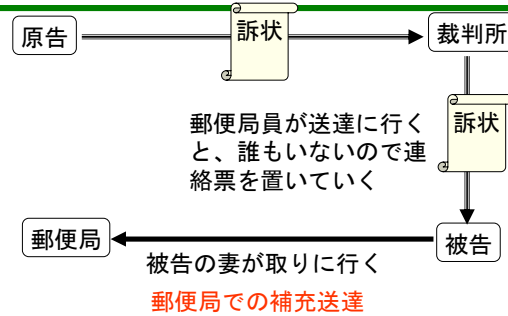 原告
訴状
裁判所
郵便局員が送達に行く
と、誰もいないので連
絡票を置いていく
訴状
郵便局
被告
被告の妻が取りに行く
郵便局での補充送達